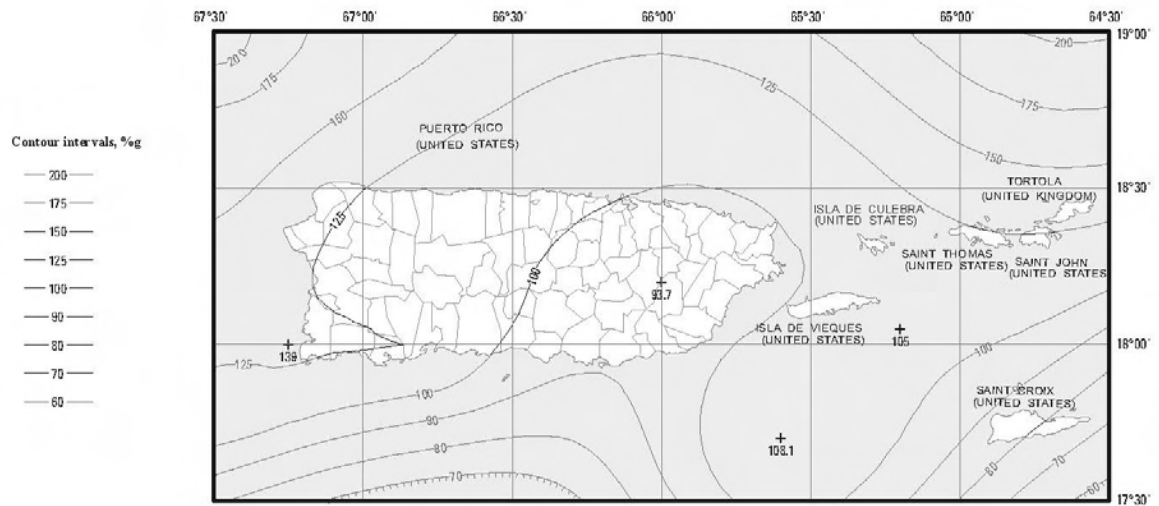 67°30' 67°00' 66°30' 66°00' 65°30' 65°00' 64°30'
19°00'
200
175
150
125
200
175
150
Contour intervals, %g
200
175
150
125
100
90
80
70
60
PUERTO RICO
(UNITED STATES)
18°30'
TORTOLA
(UNITED KINGDOM)
ISLA DE CULEBRA
(UNITED STATES)
SAINT THOMAS
(UNITED STATES)
SAINT JOHN
(UNITED STATES
125
100
93.7
ISLA DE VIEQUES
(UNITED STATES)
105
18°00'
139
125
100
100
90
80
70
SAINT CROIX
(UNITED STATES)
90
80
70
60
108.1
17°30'